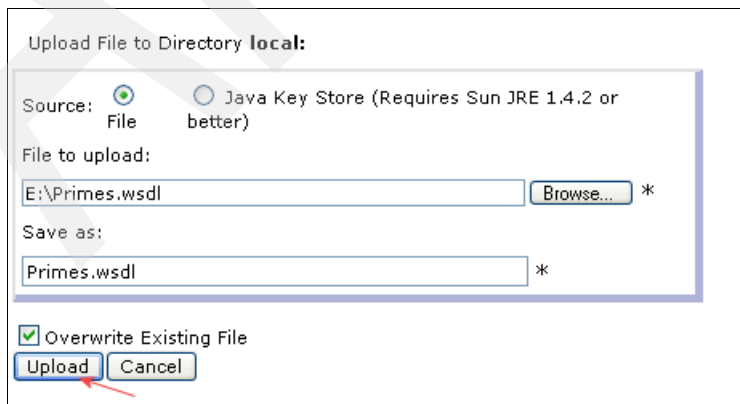 Upload File to Directory local:
Source: File Java Key Store (Requires Sun JRE 1.4.2 or better)
File to upload:
E:\Primes.wsdl Browse... *
Save as:
Primes.wsdl *
Overwrite Existing File
Upload Cancel